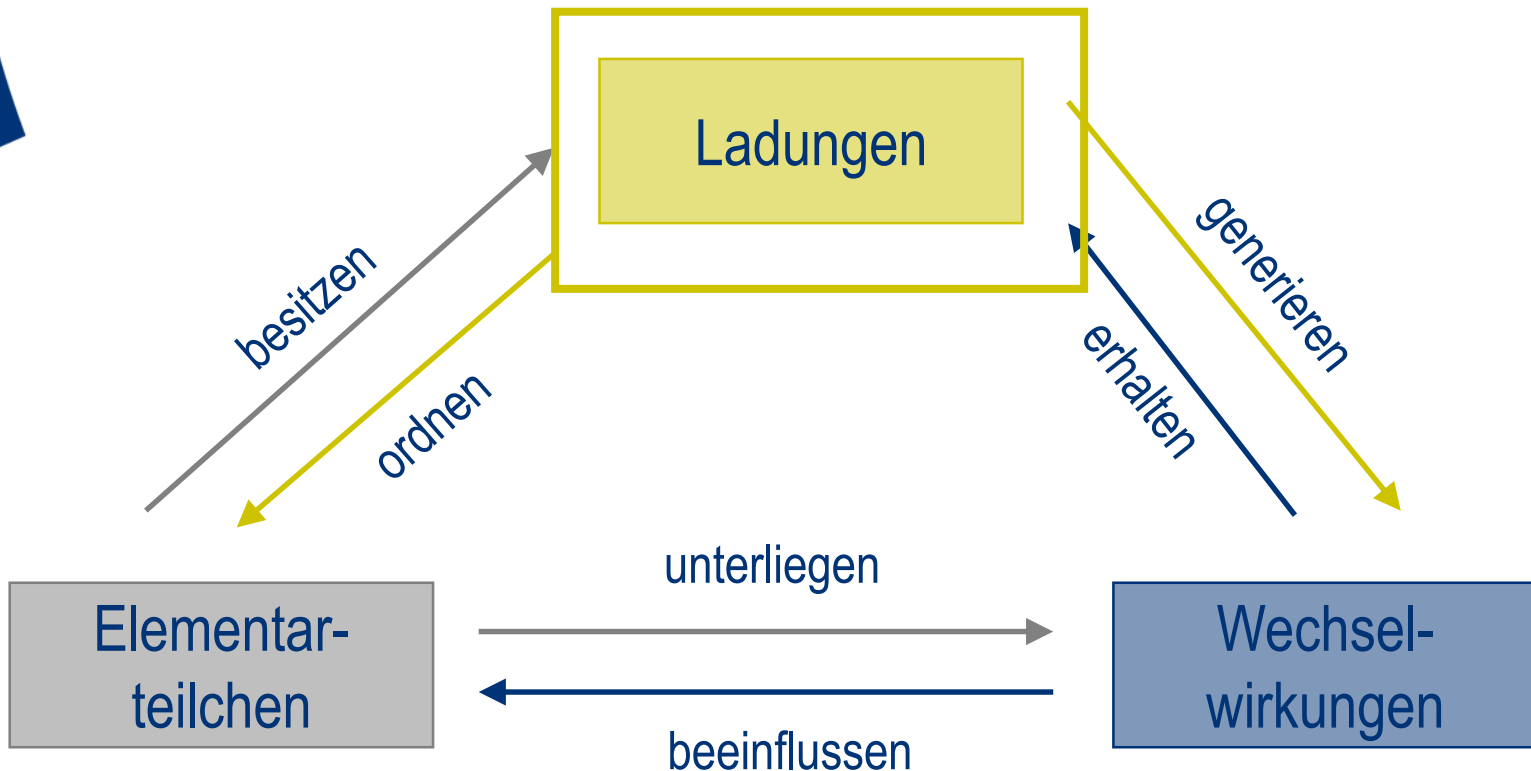 Ladungen
besitzen
ordnen
generieren
erhalten
unterliegen
Elementar-
teilchen
Wechsel-
wirkungen
beeinflussen